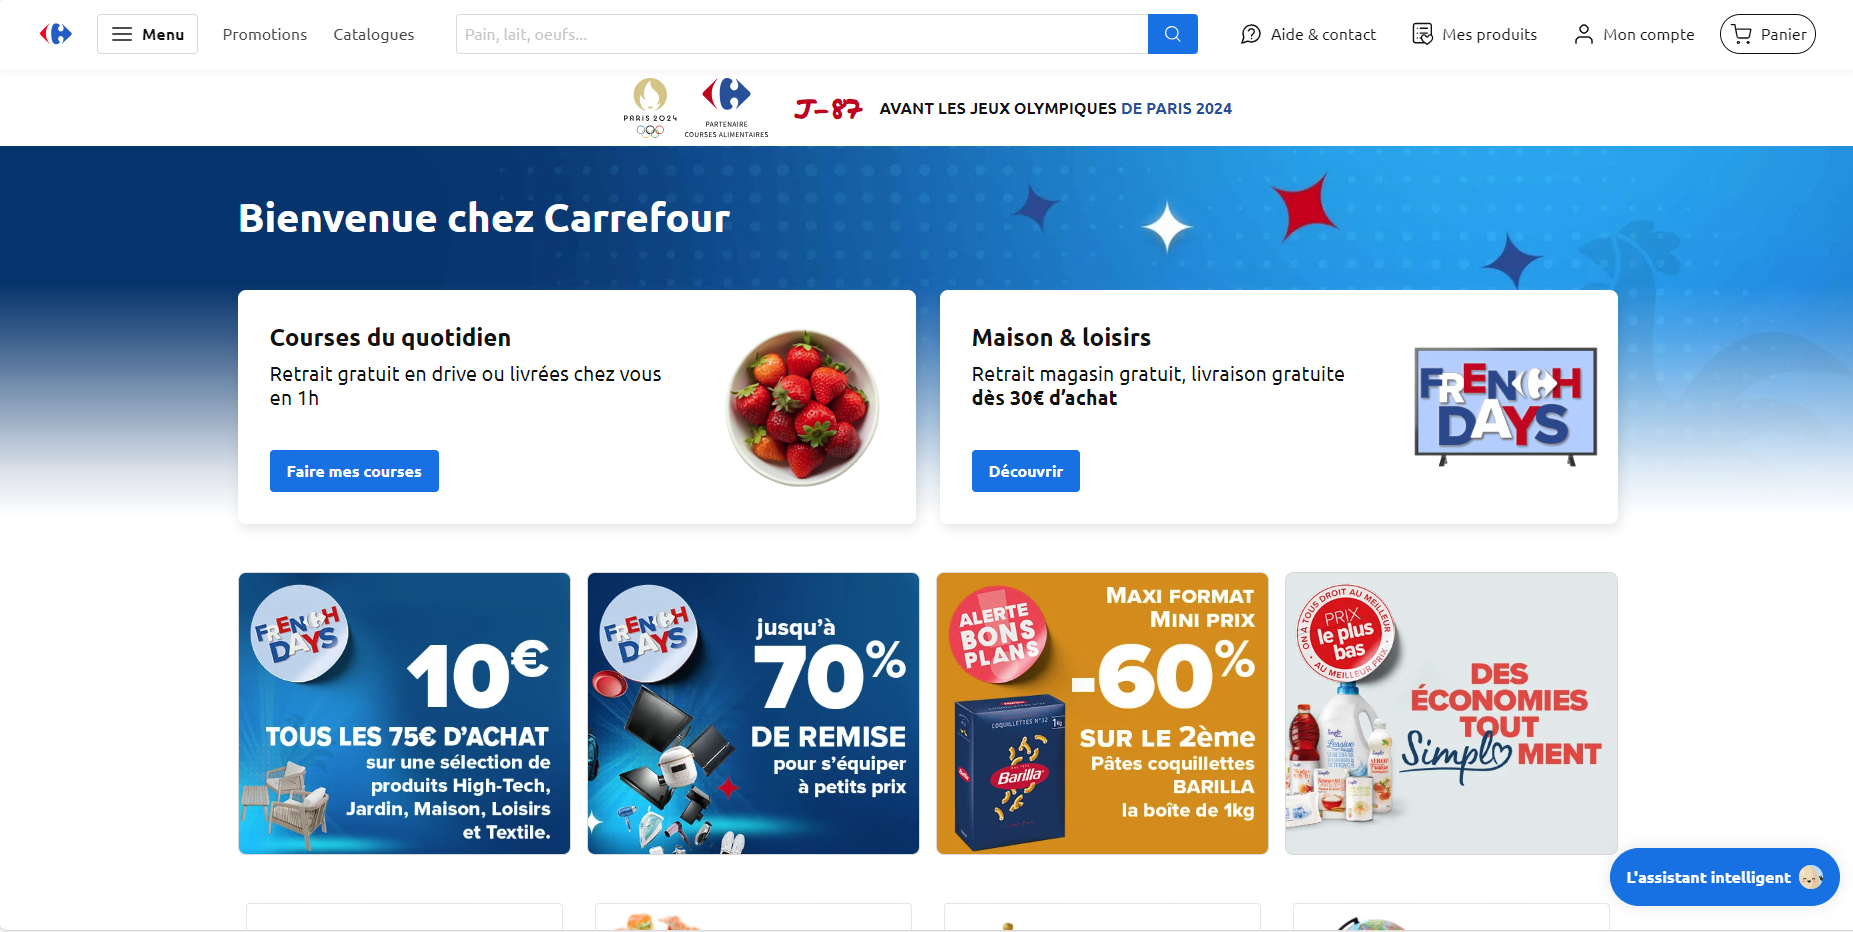 Menu
Promotions
Catalogues
Pain, lait, oeufs...
Aide & contact
Mes produits
Mon compte
Panier
PARIS 2024
PARTENAIRE
COURSES ALIMENTAIRES
J-87
AVANT LES JEUX OLYMPIQUES DE PARIS 2024
Bienvenue chez Carrefour
Courses du quotidien
Retrait gratuit en drive ou livrées chez vous
en 1h
Faire mes courses
Maison & loisirs
Retrait magasin gratuit, livraison gratuite
dès 30€ d'achat
Découvrir
FRENCH
DAYS
FRENCH
DAYS
10€
TOUS LES 75€ D'ACHAT
sur une sélection de
produits High-Tech,
Jardin, Maison, Loisirs
et Textile.
FRENCH
DAYS
jusqu'à
70%
DE REMISE
pour s'équiper
à petits prix
ALERTE
BONS
PLANS
MAXI FORMAT
MINI PRIX
-60%
SUR LE 2ème
Pâtes coquillettes
BARILLA
la boîte de 1kg
COQUILLETTES N°32
1Kg
Barilla
ON A TOUS DROIT AU MEILLEUR
PRIX
le plus
bas
AU MEILLEUR PRIX
DES
ÉCONOMIES
TOUT
Simpl MENT
L'assistant intelligent